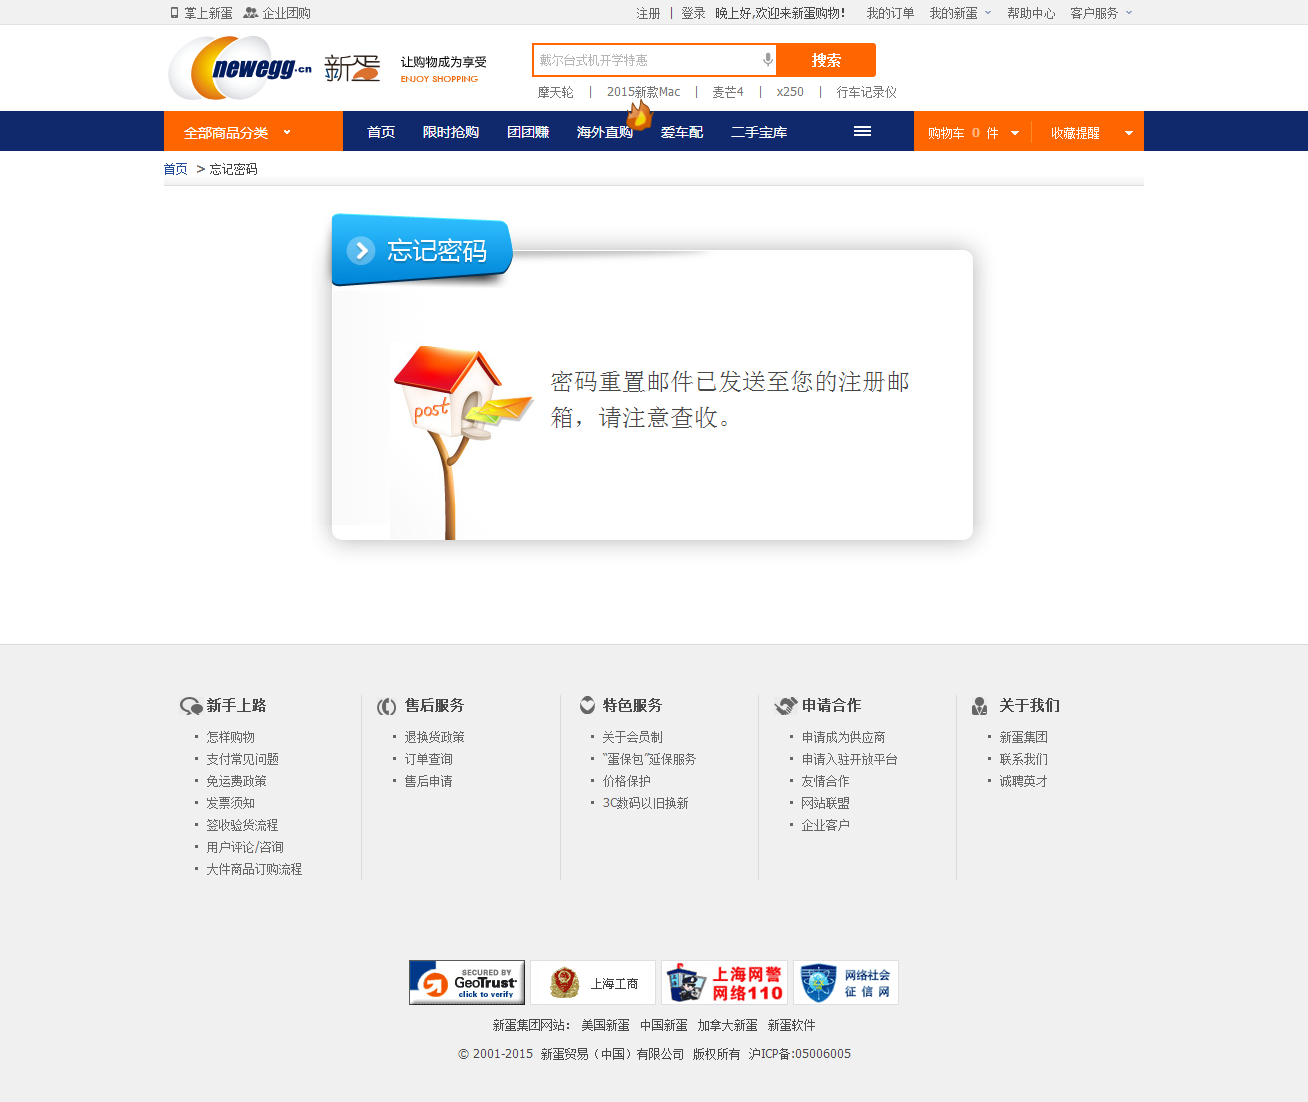 掌上新蛋 企业团购 注册 | 登录 晚上好,欢迎来新蛋购物! 我的订单 我的新蛋 帮助中心 客户服务
newegg.cn 新蛋 让购物成为享受
ENJOY SHOPPING
戴尔台式机开学特惠 搜索
摩天轮 | 2015新款Mac | 麦芒4 | x250 | 行车记录仪
全部商品分类 首页 限时抢购 团团赚 海外直购 爱车配 二手宝库 购物车 0 件 收藏提醒
首页 > 忘记密码
忘记密码
post
密码重置邮件已发送至您的注册邮
箱，请注意查收。
新手上路
怎样购物
支付常见问题
免运费政策
发票须知
签收验货流程
用户评论/咨询
大件商品订购流程
售后服务
退换货政策
订单查询
售后申请
特色服务
关于会员制
“蛋保包”延保服务
价格保护
3C数码以旧换新
申请合作
申请成为供应商
申请入驻开放平台
友情合作
网站联盟
企业客户
关于我们
新蛋集团
联系我们
诚聘英才
SECURED BY
GeoTrust
click to verify
上海工商
上海网警
网络110
网络社会
征信网
新蛋集团网站： 美国新蛋 中国新蛋 加拿大新蛋 新蛋软件
© 2001-2015 新蛋贸易（中国）有限公司 版权所有 沪ICP备:05006005